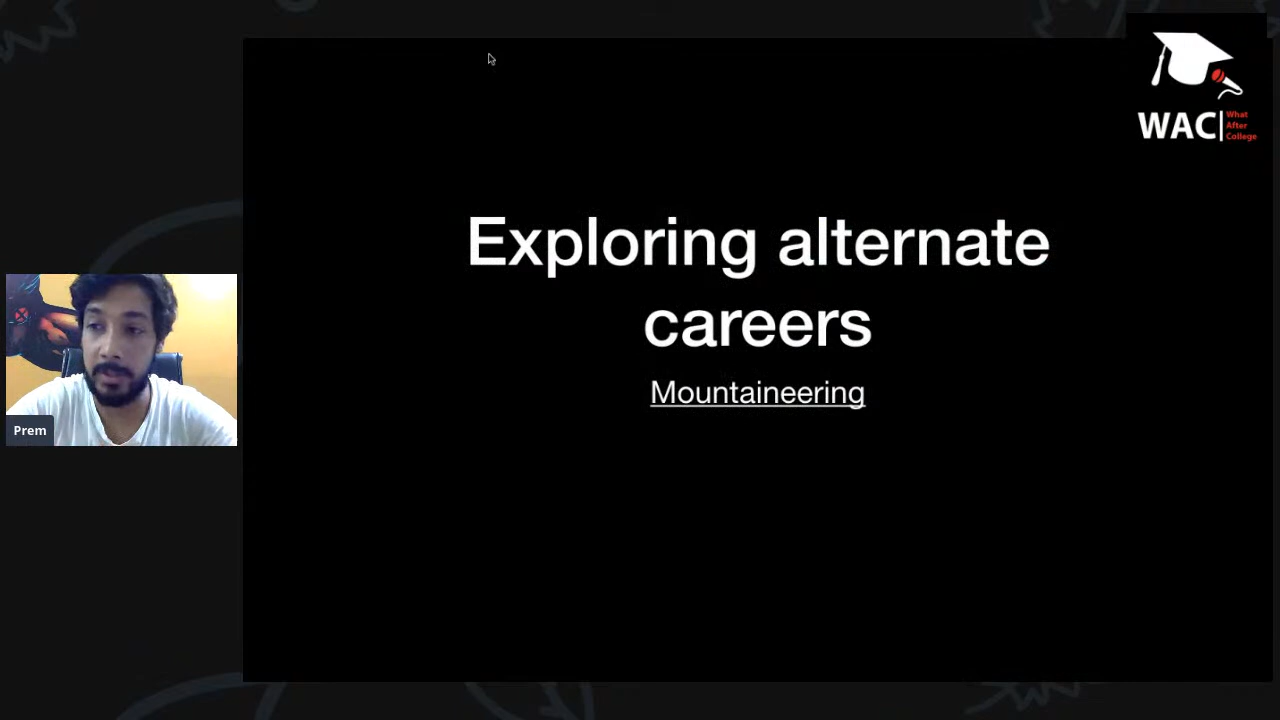 WAC
What
After
College
Exploring alternate
careers
Mountaineering
Prem